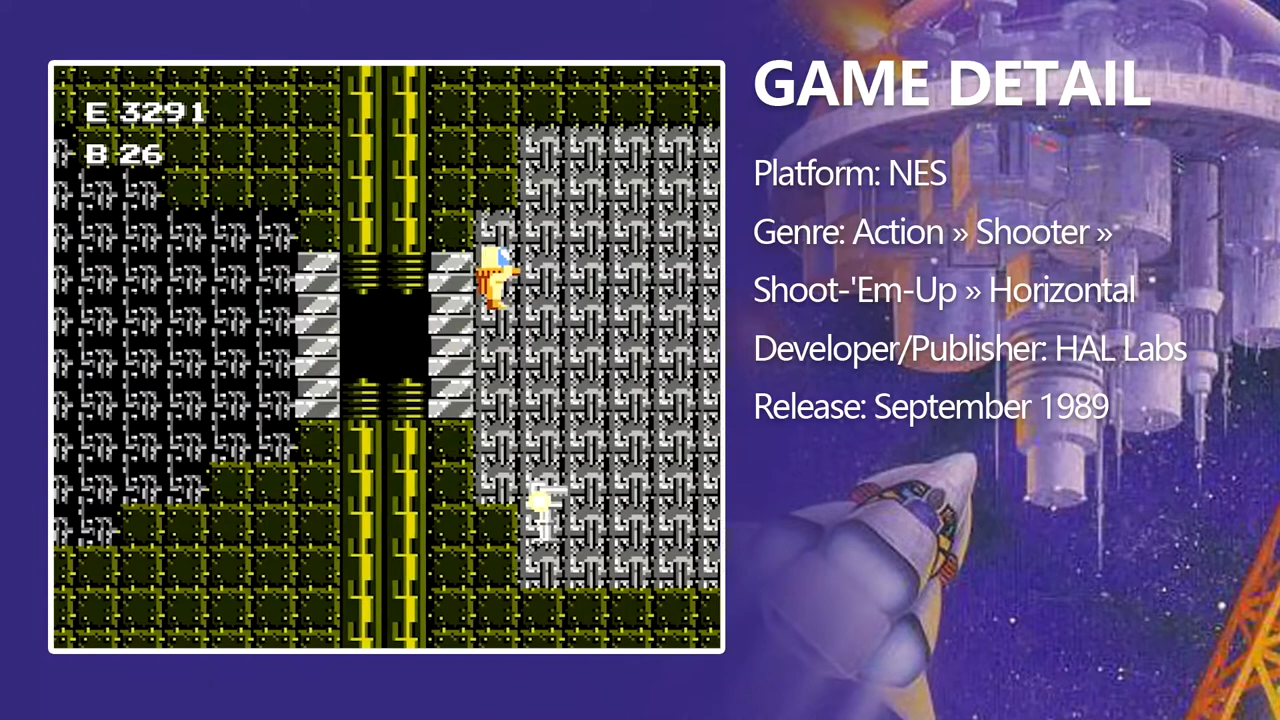 E 3291
B 26
GAME DETAIL
Platform: NES
Genre: Action » Shooter »
Shoot-'Em-Up » Horizontal
Developer/Publisher: HAL Labs
Release: September 1989